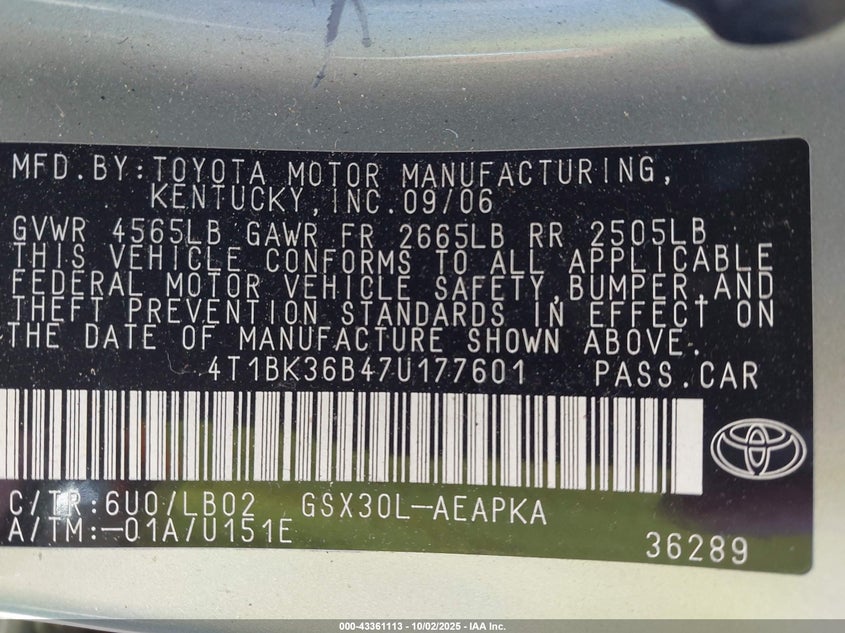 MFD.BY:TOYOTA MOTOR MANUFACTURING,
KENTUCKY,INC.09/06
GVWR 4565LB GAWR FR 2665LB RR 2505LB
THIS VEHICLE CONFORMS TO ALL APPLICABLE
FEDERAL MOTOR VEHICLE SAFETY,BUMPER,AND
THEFT PREVENTION STANDARDS IN EFFECT ON
THE DATE OF MANUFACTURE SHOWN ABOVE.
4T1BK36B47U177601 PASS.CAR
C/TR:6U0/LB02 GSX30L-AEAPKA
A/TM:-01A/U151E
36289
000-43361113 - 10/02/2025 - IAA Inc.